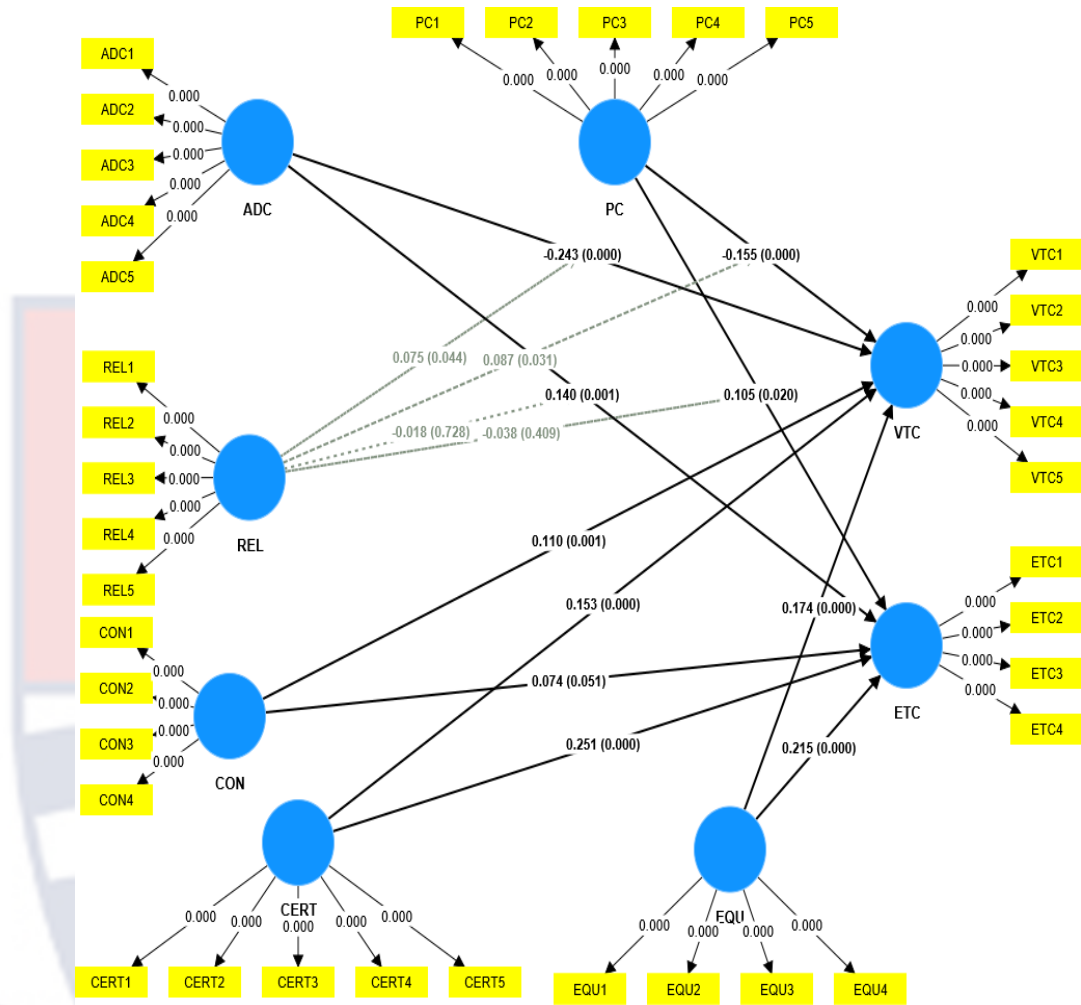 PC1
PC2
PC3
PC4
PC5
0.000
0.000
0.000
0.000
0.000
PC
ADC1
ADC2
ADC3
ADC4
ADC5
0.000
0.000
0.000
0.000
0.000
ADC
-0.243 (0.000)
-0.155 (0.000)
0.075 (0.044)
0.087 (0.031)
0.140 (0.001)
0.105 (0.020)
-0.018 (0.728)
-0.038 (0.409)
REL1
REL2
REL3
REL4
REL5
0.000
0.000
0.000
0.000
0.000
REL
VTC1
VTC2
VTC3
VTC4
VTC5
0.000
0.000
0.000
0.000
0.000
VTC
0.110 (0.001)
0.153 (0.000)
0.174 (0.000)
0.074 (0.051)
0.251 (0.000)
0.215 (0.000)
CON1
CON2
CON3
CON4
0.000
0.000
0.000
0.000
CON
ETC1
ETC2
ETC3
ETC4
0.000
0.000
0.000
0.000
ETC
CERT
0.000
0.000
0.000
0.000
0.000
CERT1
CERT2
CERT3
CERT4
CERT5
EQU
0.000
0.000
0.000
0.000
EQU1
EQU2
EQU3
EQU4